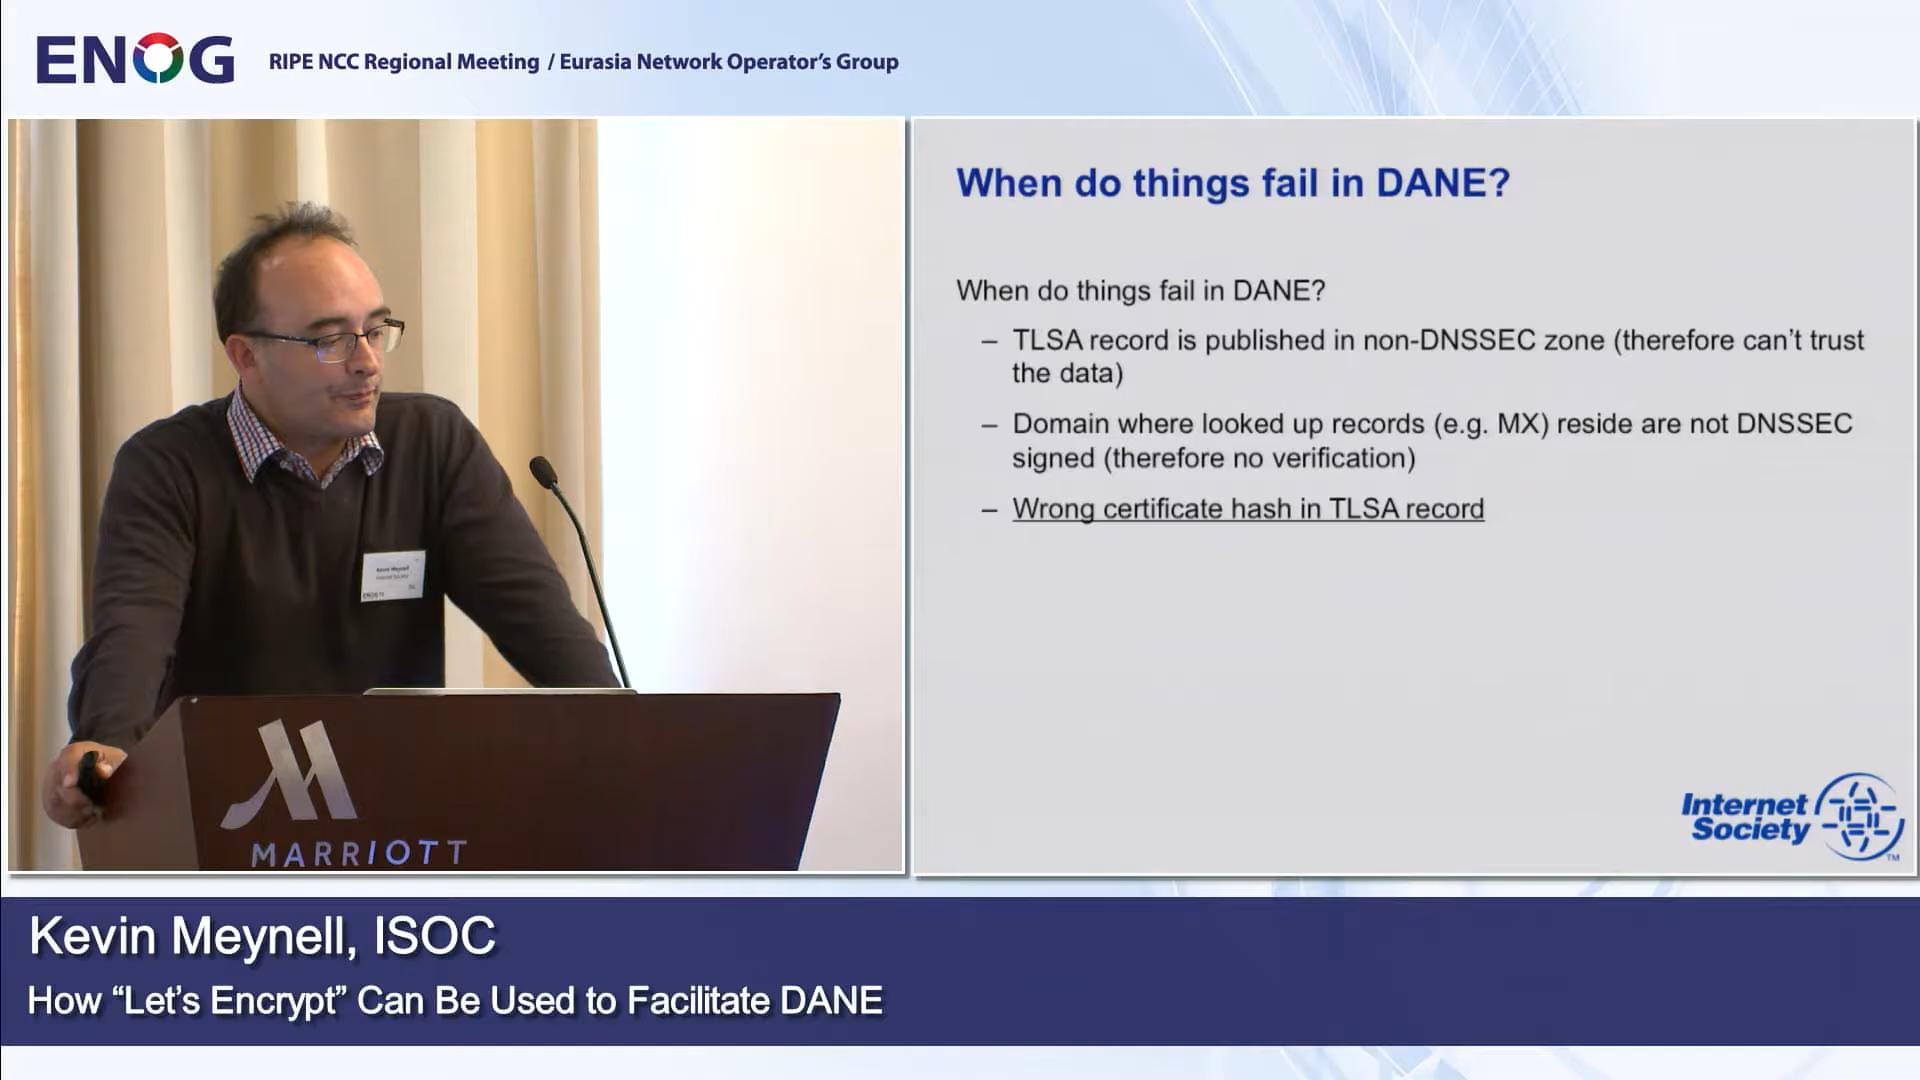 ENOG
RIPE NCC Regional Meeting / Eurasia Network Operator's Group
When do things fail in DANE?
When do things fail in DANE?
– TLSA record is published in non-DNSSEC zone (therefore can't trust
the data)
– Domain where looked up records (e.g. MX) reside are not DNSSEC
signed (therefore no verification)
– Wrong certificate hash in TLSA record
Internet
Society
TM
Kevin Meynell
MARRIOTT
Kevin Meynell, ISOC
How “Let's Encrypt” Can Be Used to Facilitate DANE